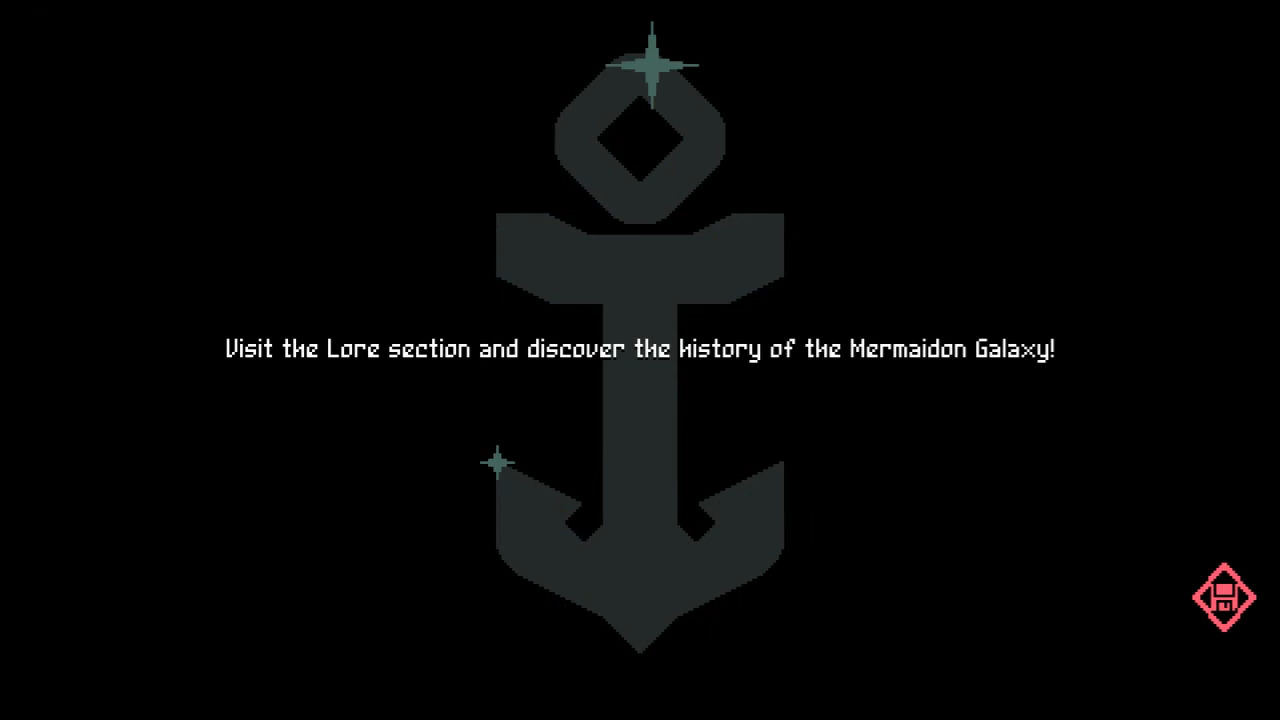 Visit the Lore section and discover the history of the Mermaidon Galaxy!